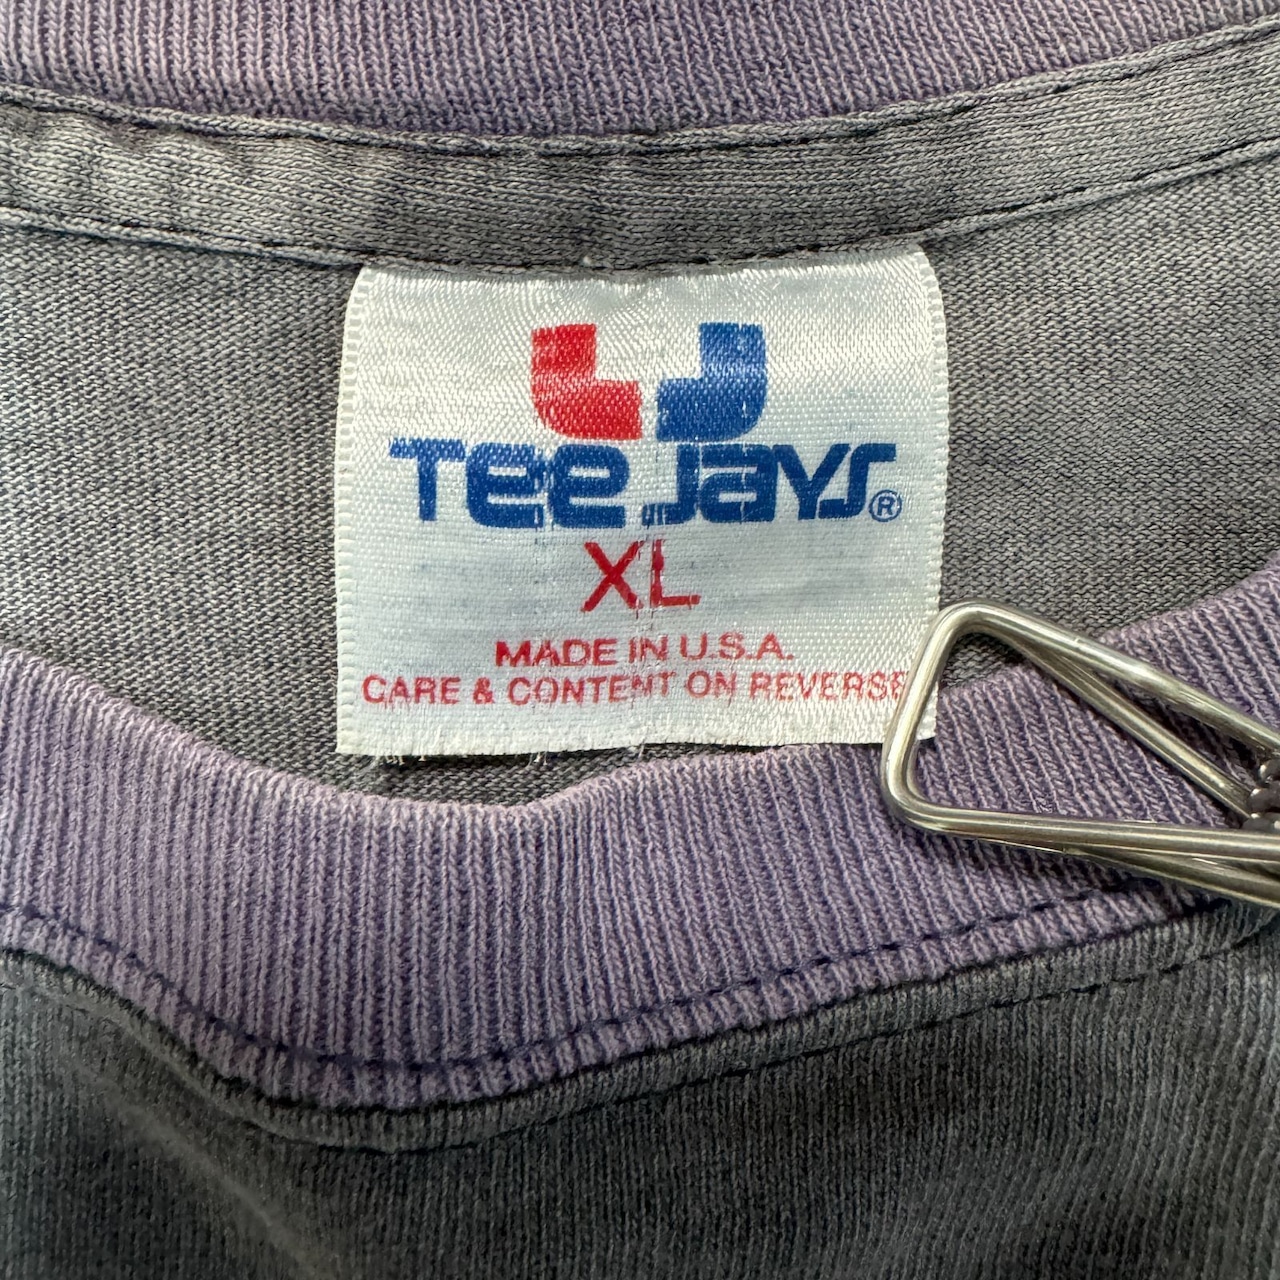 Tee Jays®
XL
MADE IN U.S.A.
CARE & CONTENT ON REVERSE